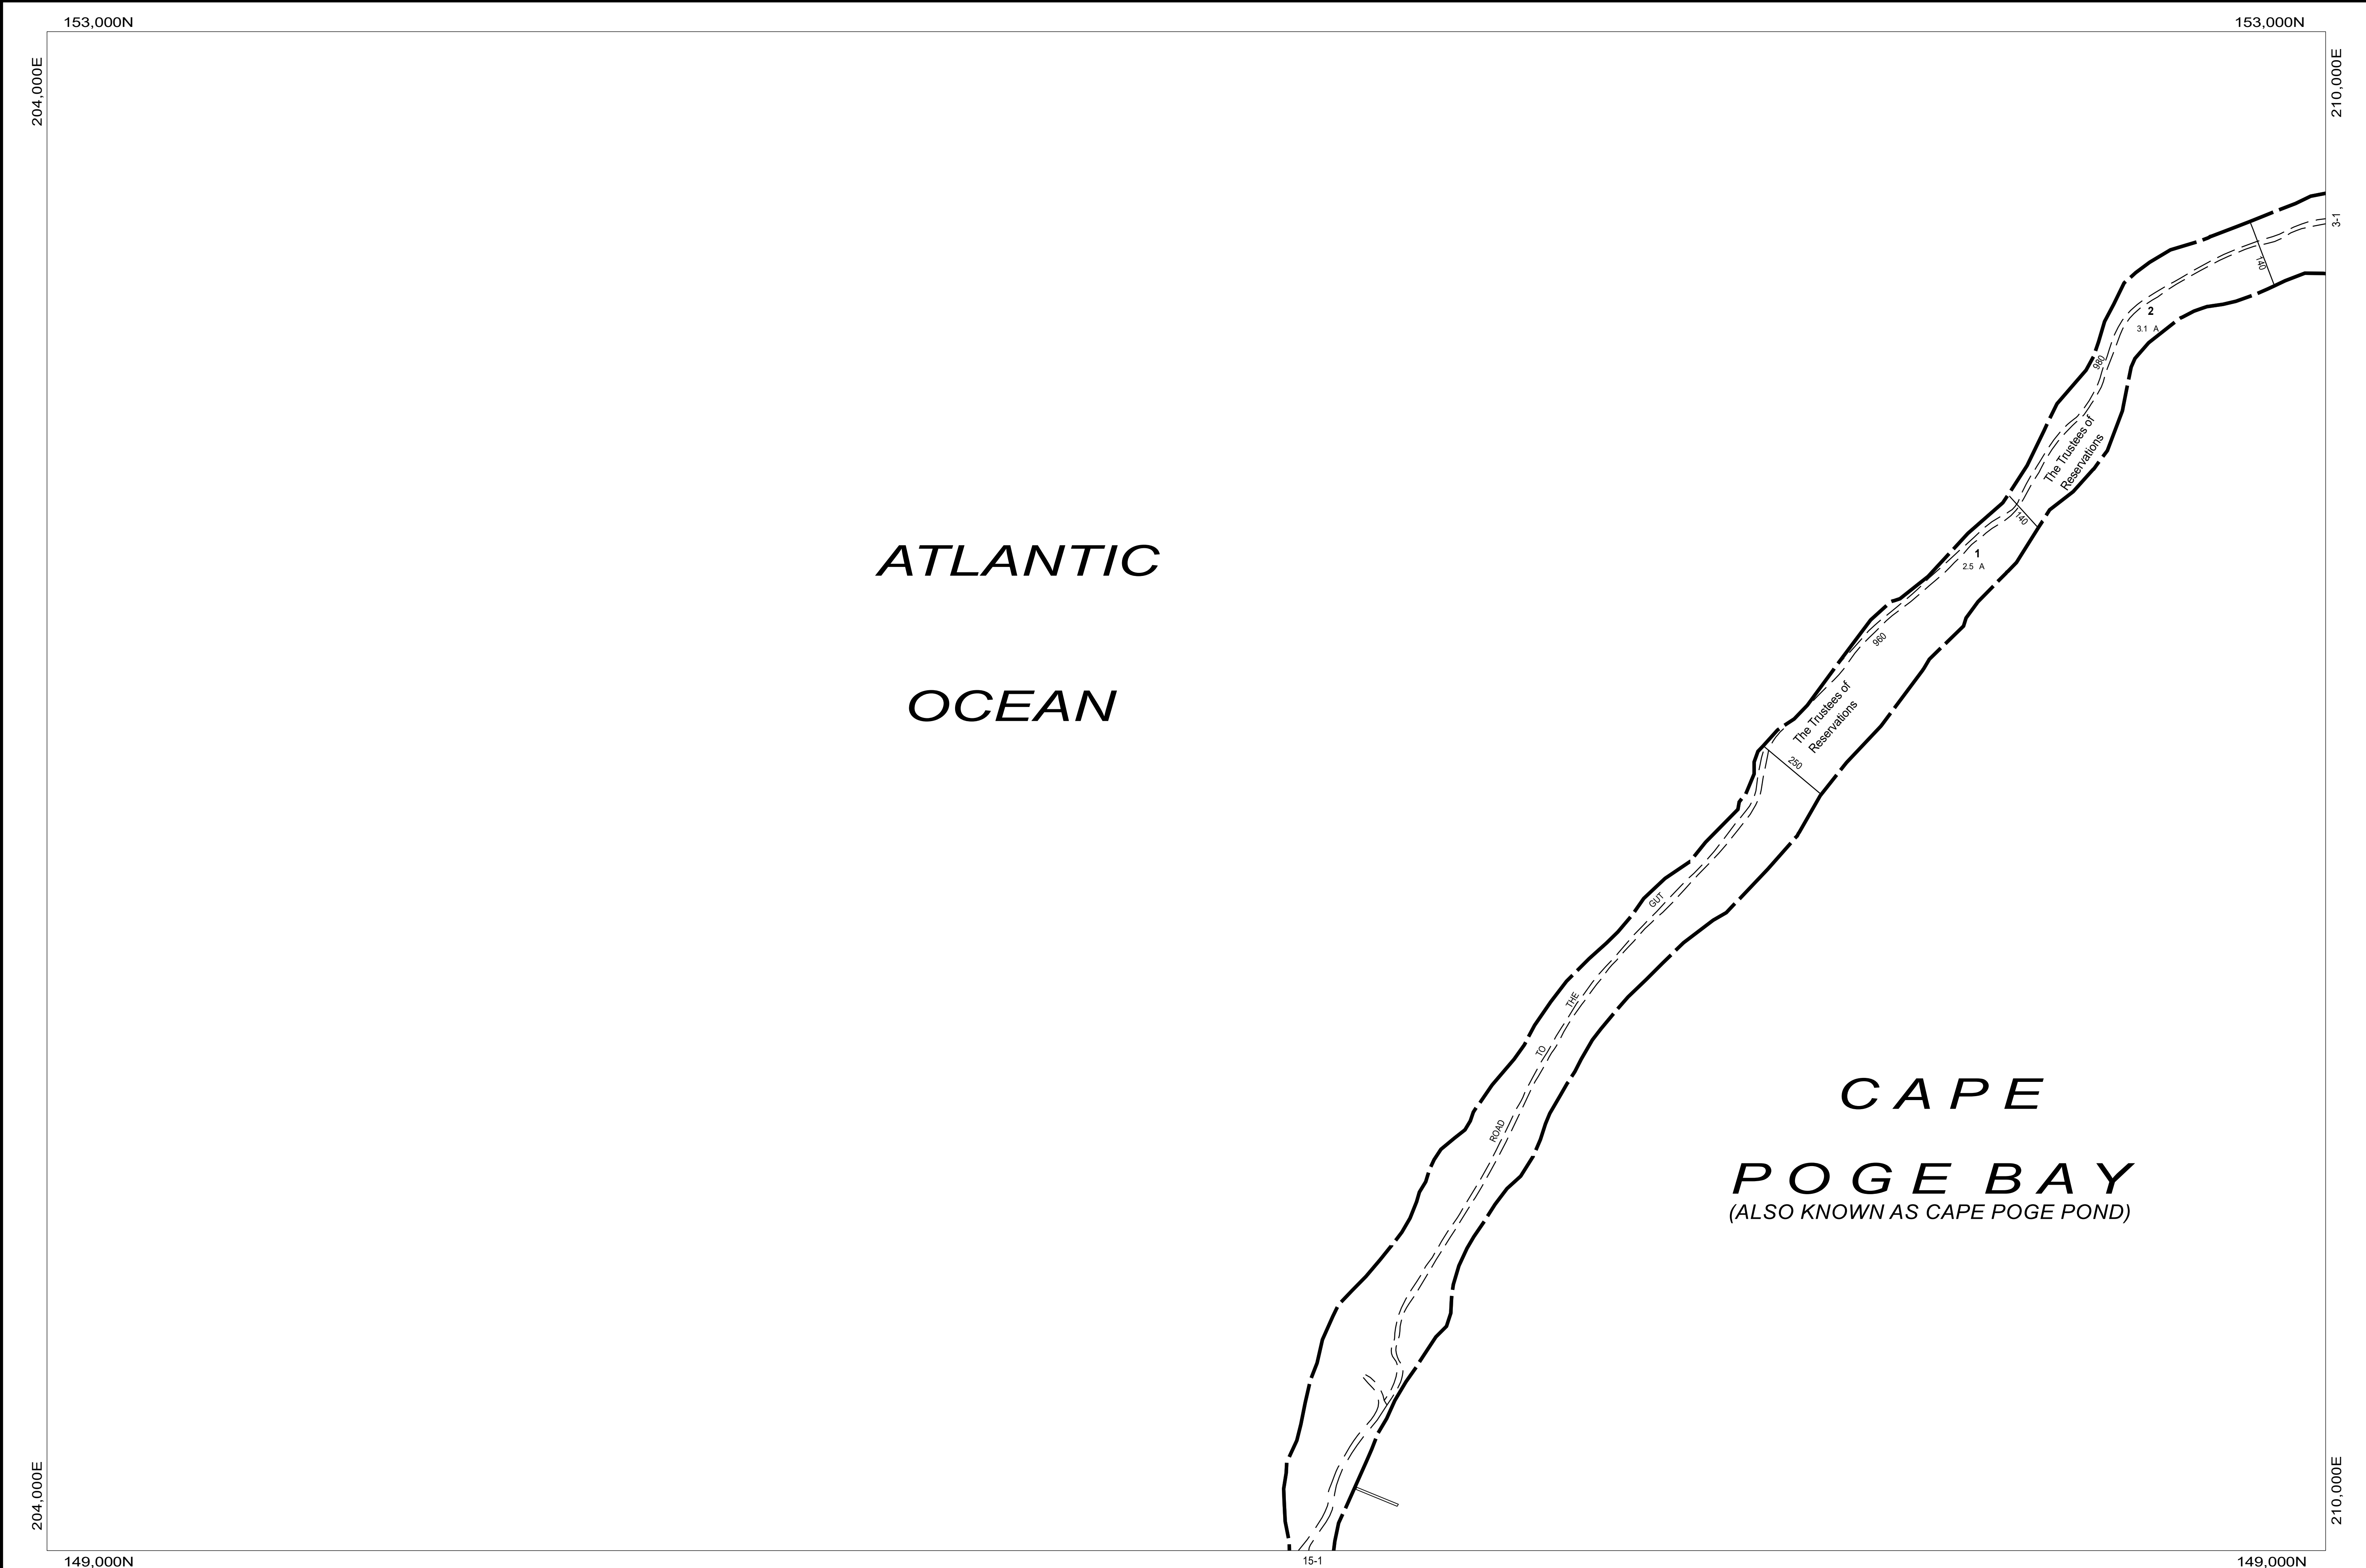 153,000N
153,000N
204,000E
210,000E
3-1
140
2
3.1 A
980
The Trustees of
Reservations
140
1
2.5 A
960
The Trustees of
Reservations
250
ATLANTIC
OCEAN
GUT
THE
TO
ROAD
CAPE
POGE BAY
(ALSO KNOWN AS CAPE POGE POND)
204,000E
210,000E
149,000N
15-1
149,000N